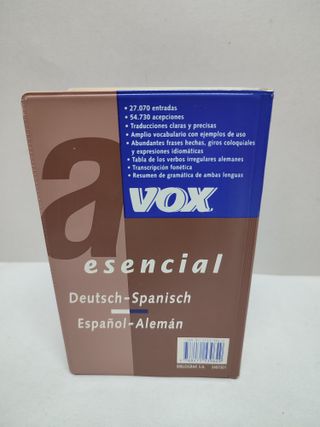 • 27.070 entradas
• 54.730 acepciones
• Traducciones claras y precisas
• Amplio vocabulario con ejemplos de uso
• Abundantes frases hechas, giros coloquiales
y expresiones idiomáticas
• Tabla de los verbos irregulares alemanes
• Transcripción fonética
• Resumen de gramática de ambas lenguas
VOX
a
esencial
Deutsch-Spanisch
Español-Alemán
BIBLOGRAF, S.A.